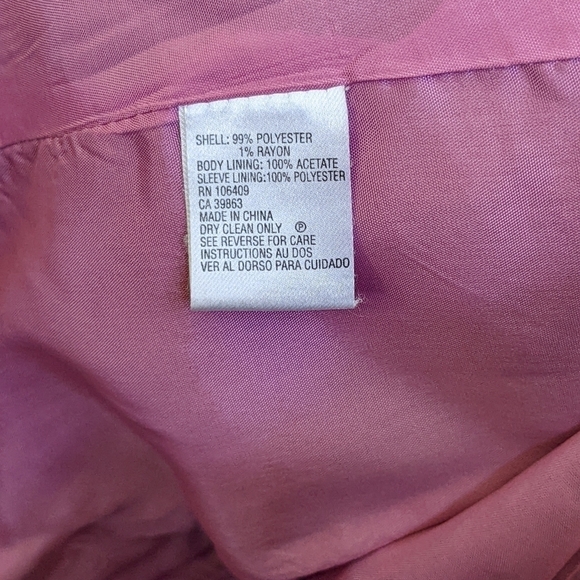 SHELL: 99% POLYESTER
1% RAYON
BODY LINING: 100% ACETATE
SLEEVE LINING:100% POLYESTER
RN 106409
CA 39863
MADE IN CHINA
DRY CLEAN ONLY Ⓟ
SEE REVERSE FOR CARE
INSTRUCTIONS AU DOS
VER AL DORSO PARA CUIDADO